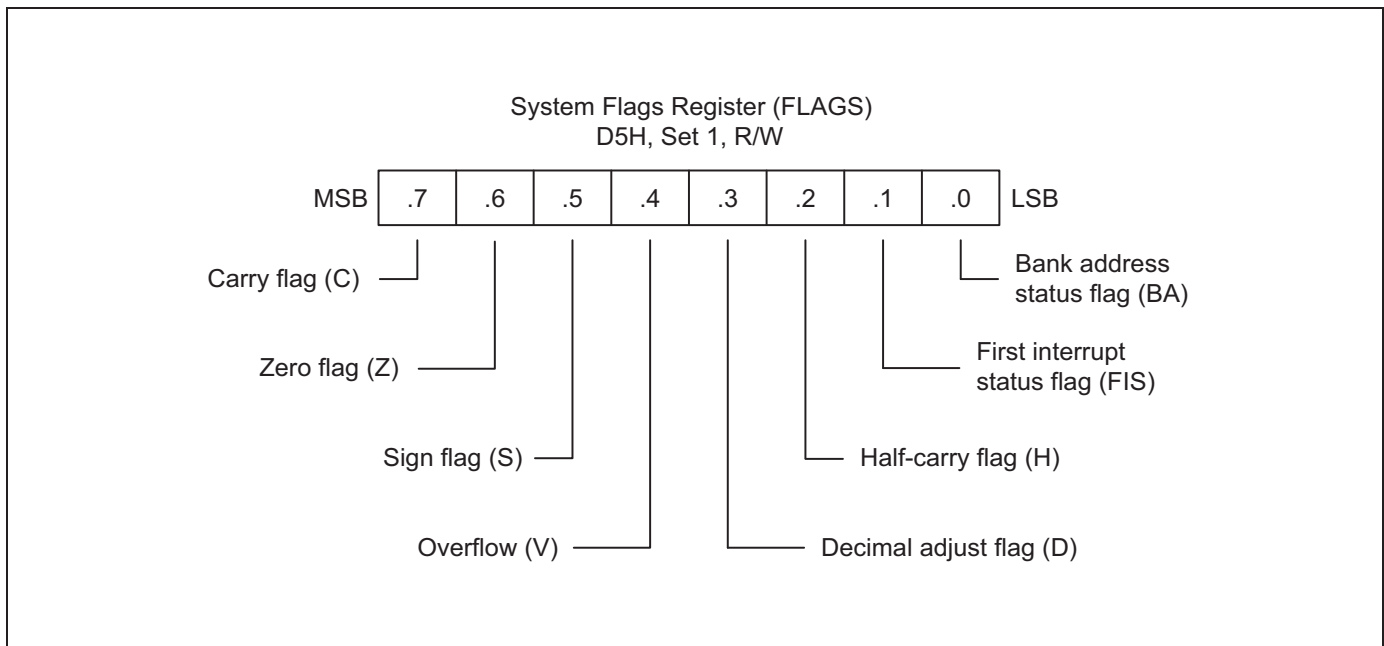 System Flags Register (FLAGS)
D5H, Set 1, R/W
MSB .7 .6 .5 .4 .3 .2 .1 .0 LSB
Carry flag (C)
Bank address
status flag (BA)
Zero flag (Z)
First interrupt
status flag (FIS)
Sign flag (S)
Half-carry flag (H)
Overflow (V)
Decimal adjust flag (D)